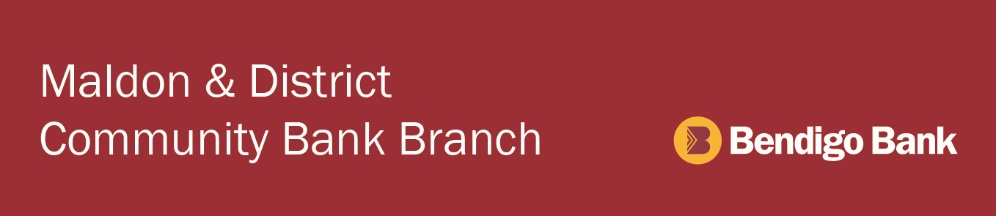 Maldon & District
Community Bank Branch
Bendigo Bank